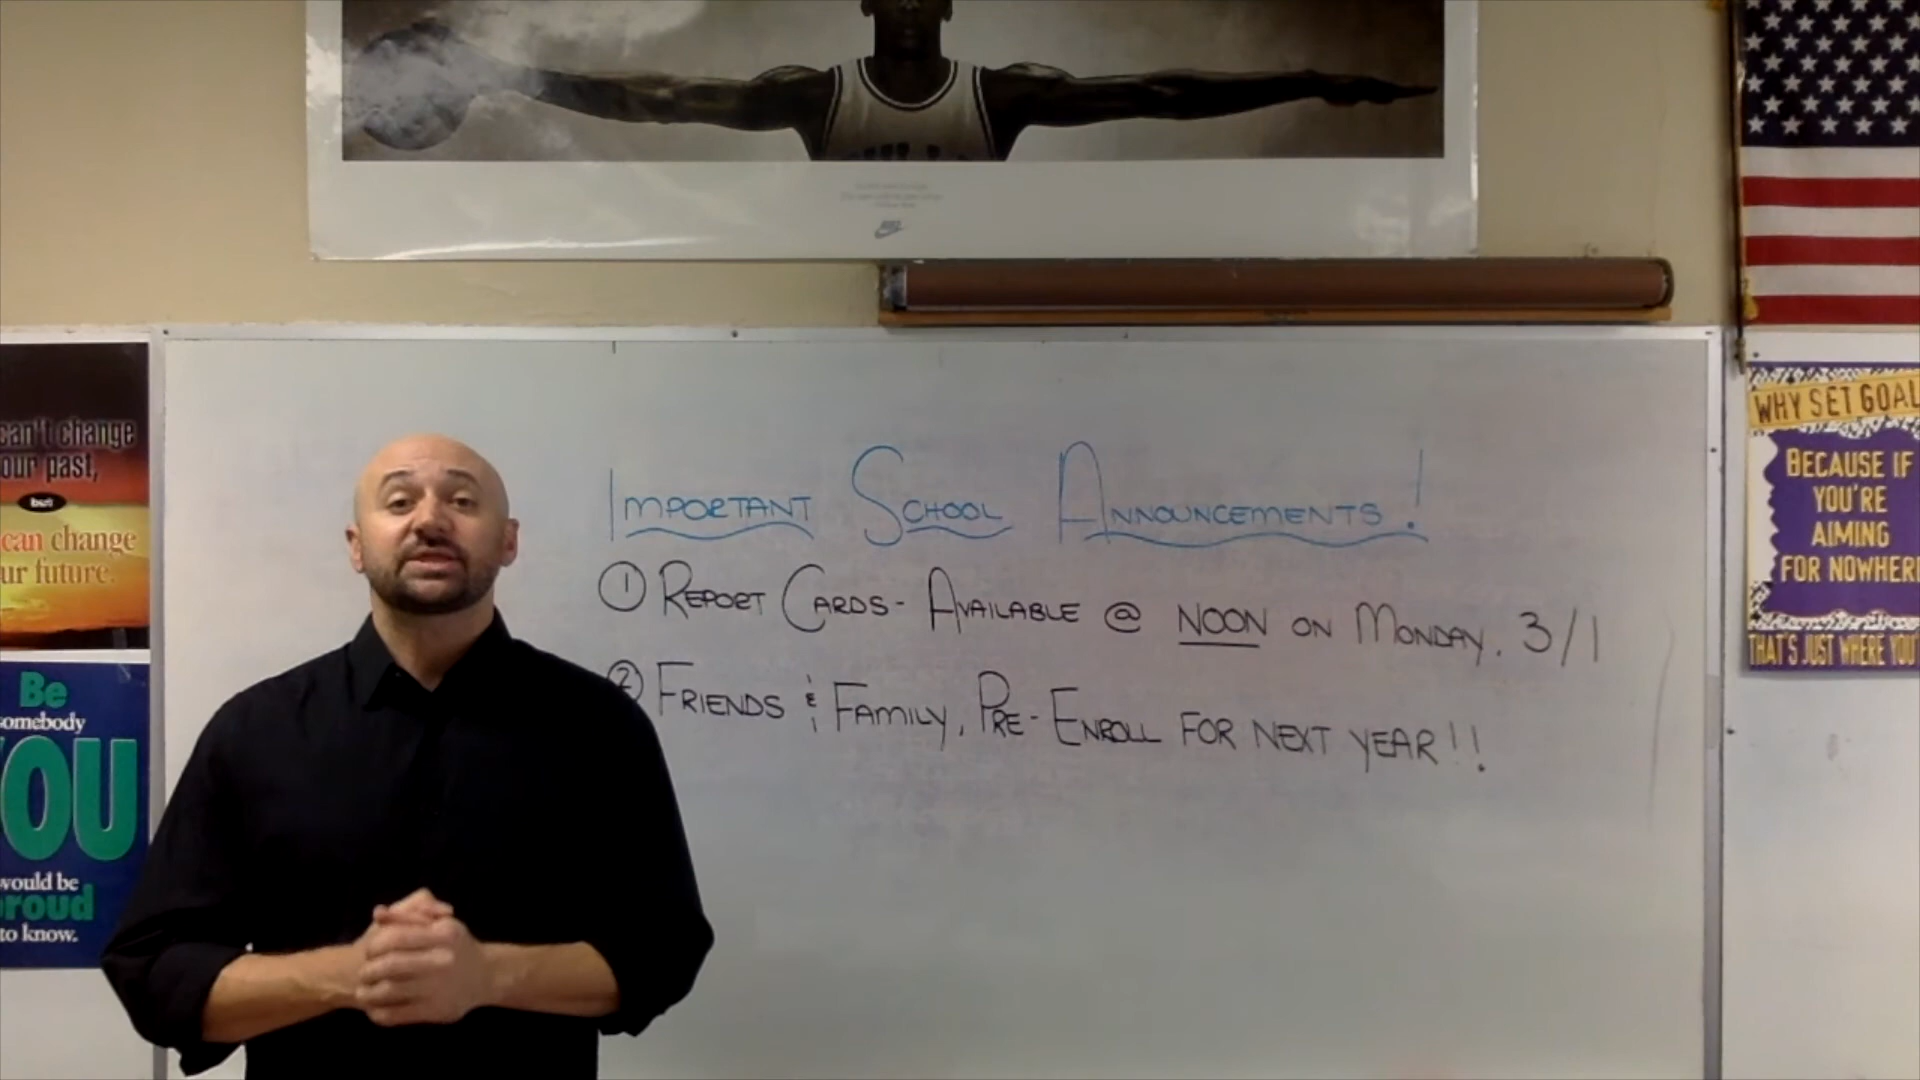 IMPORTANT SCHOOL ANNOUNCEMENTS!
① REPORT CARDS - AVAILABLE @ NOON ON MONDAY, 3/1
② FRIENDS & FAMILY, PRE-ENROLL FOR NEXT YEAR!!
can't change
our past,
but
can change
ur future.
Be
somebody
YOU
would be
proud
to know.
WHY SET GOAL
BECAUSE IF
YOU'RE
AIMING
FOR NOWHERE
THAT'S JUST WHERE YOU'